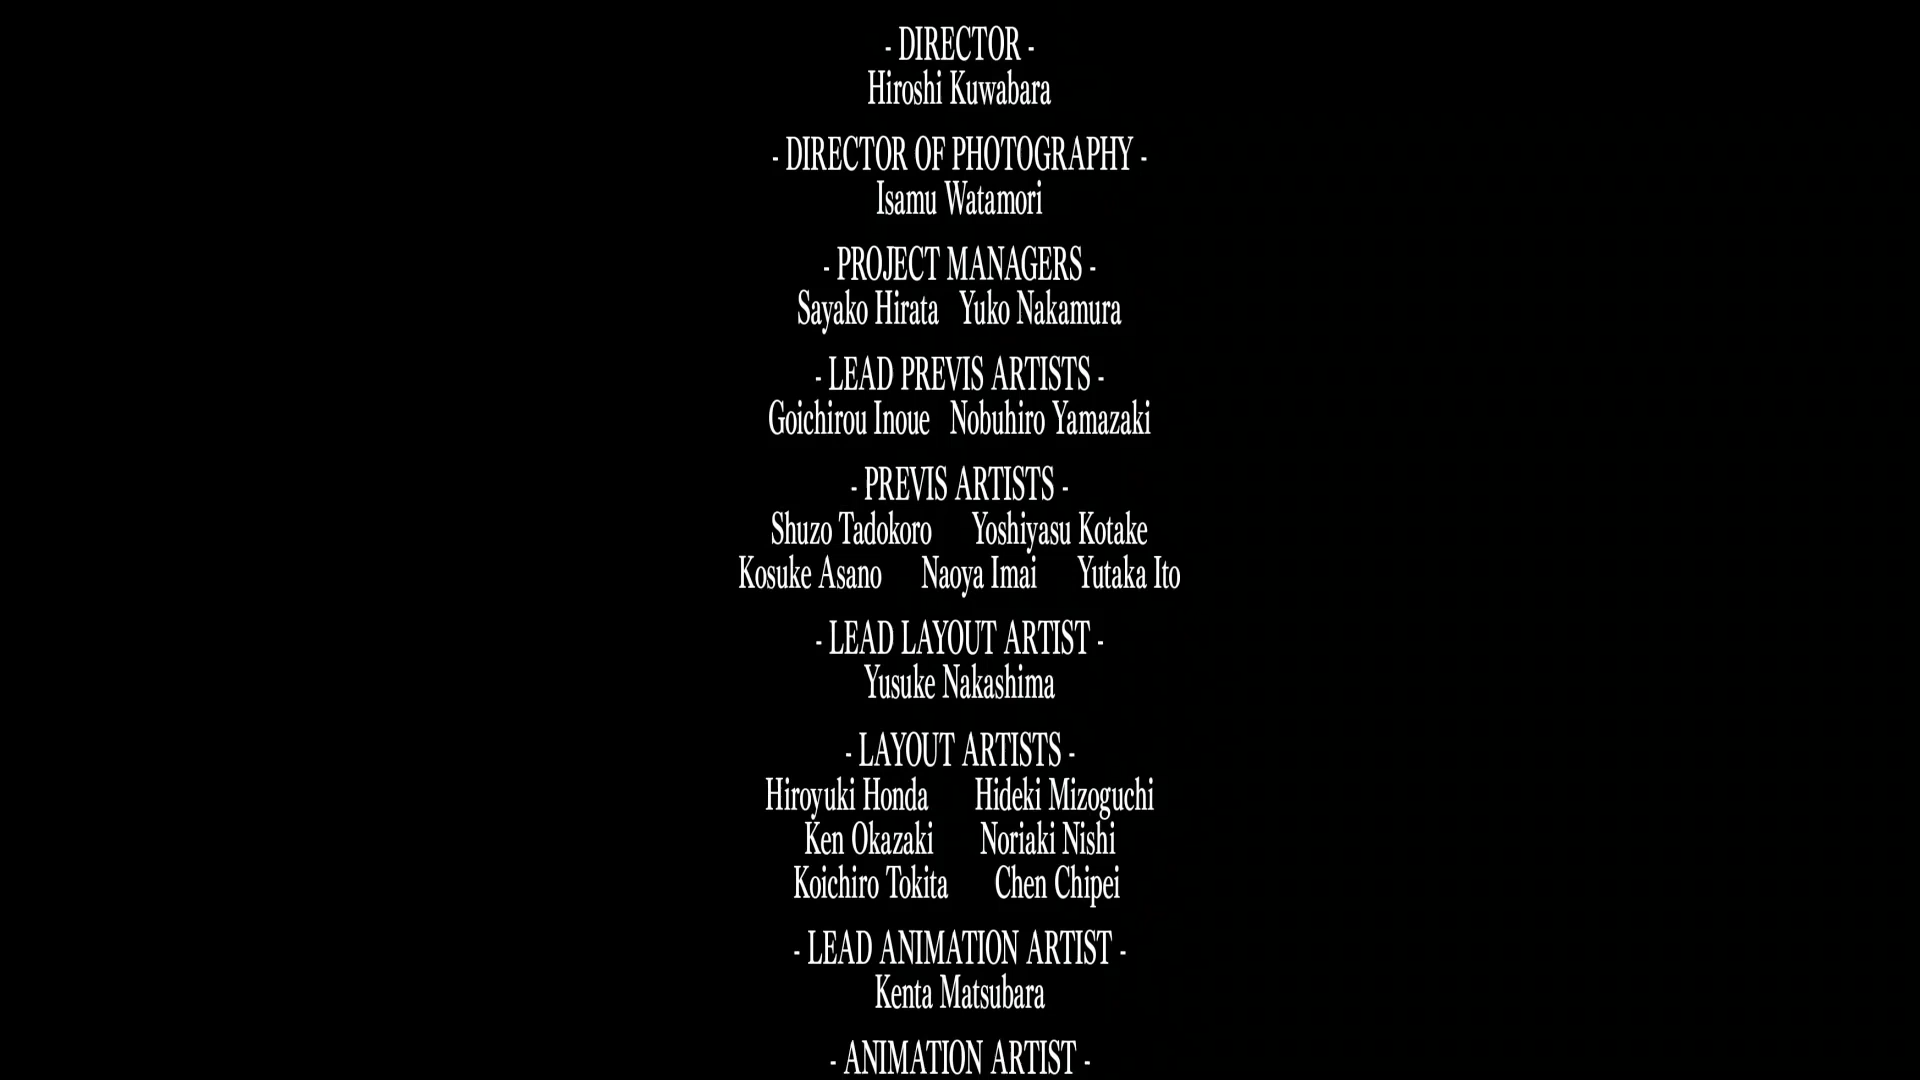 - DIRECTOR -
Hiroshi Kuwabara
- DIRECTOR OF PHOTOGRAPHY -
Isamu Watamori
- PROJECT MANAGERS -
Sayako Hirata Yuko Nakamura
- LEAD PREVIS ARTISTS -
Goichirou Inoue Nobuhiro Yamazaki
- PREVIS ARTISTS -
Shuzo Tadokoro Yoshiyasu Kotake
Kosuke Asano Naoya Imai Yutaka Ito
- LEAD LAYOUT ARTIST -
Yusuke Nakashima
- LAYOUT ARTISTS -
Hiroyuki Honda Hideki Mizoguchi
Ken Okazaki Noriaki Nishi
Koichiro Tokita Chen Chipei
- LEAD ANIMATION ARTIST -
Kenta Matsubara
- ANIMATION ARTIST -